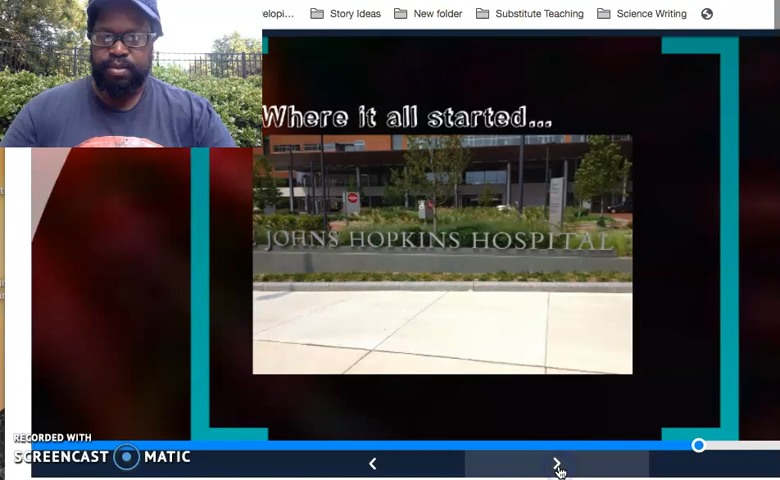 elopi...
Story Ideas
New folder
Substitute Teaching
Science Writing
Where it all started...
JOHNS HOPKINS HOSPITAL
RECORDED WITH
SCREENCAST MATIC